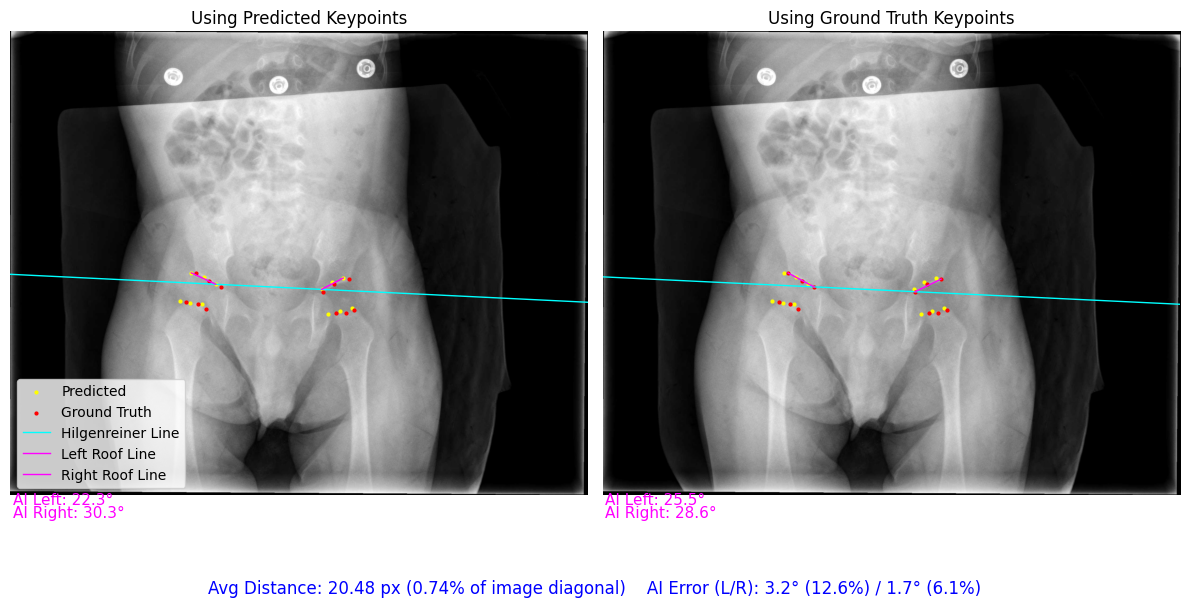 Using Predicted Keypoints
Using Ground Truth Keypoints
Predicted
Ground Truth
Hilgenreiner Line
Left Roof Line
Right Roof Line
AI Left: 22.3°
AI Right: 30.3°
AI Left: 25.5°
AI Right: 28.6°
Avg Distance: 20.48 px (0.74% of image diagonal)    AI Error (L/R): 3.2° (12.6%) / 1.7° (6.1%)